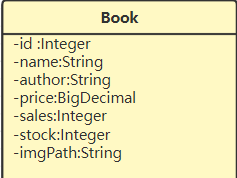 Book
-id :Integer
-name:String
-author:String
-price:BigDecimal
-sales:Integer
-stock:Integer
-imgPath:String